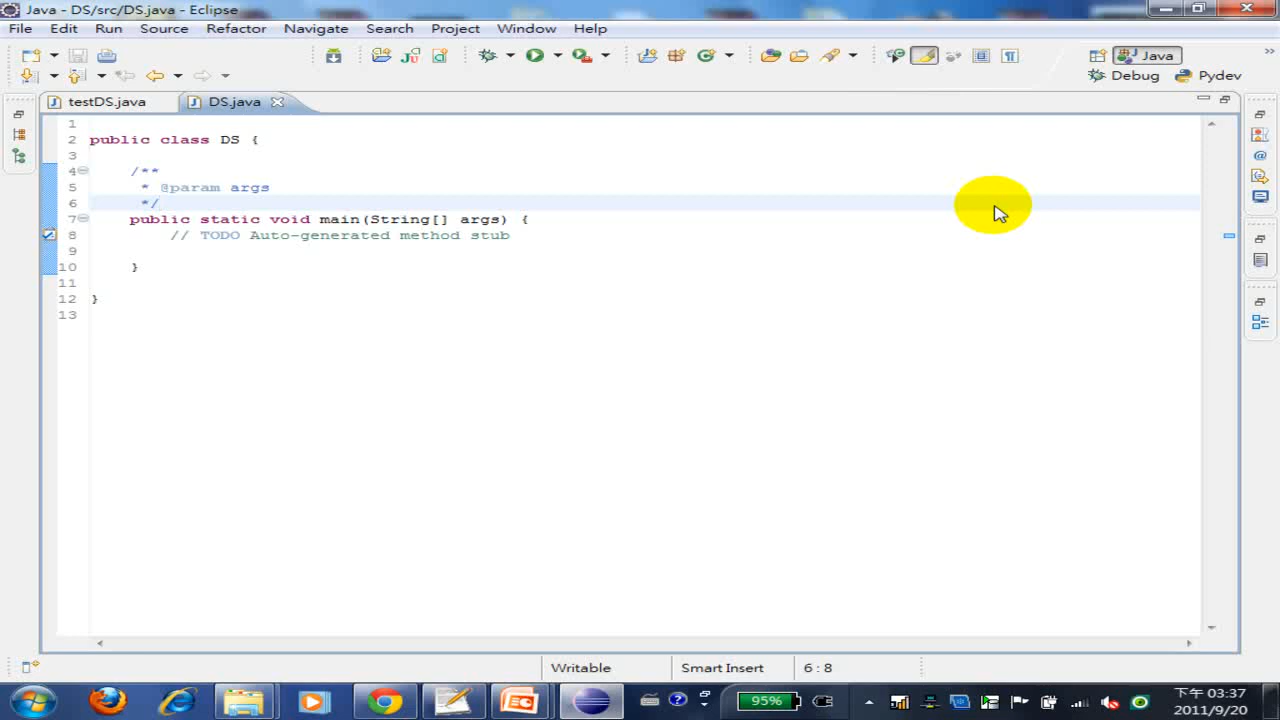 Java - DS/src/DS.java - Eclipse
File Edit Run Source Refactor Navigate Search Project Window Help
Java
Debug Pydev
testDS.java DS.java
1
2 public class DS {
3
4 /**
5 * @param args
6 */
7 public static void main(String[] args) {
8 // TODO Auto-generated method stub
9
10 }
11
12 }
13
Writable Smart Insert 6 : 8
95%
下午 03:37
2011/9/20